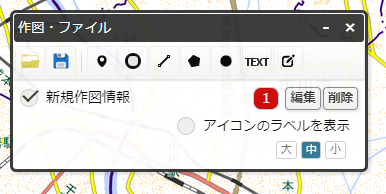 作図・ファイル
TEXT
新規作図情報 1 編集 削除
アイコンのラベルを表示
大 中 小